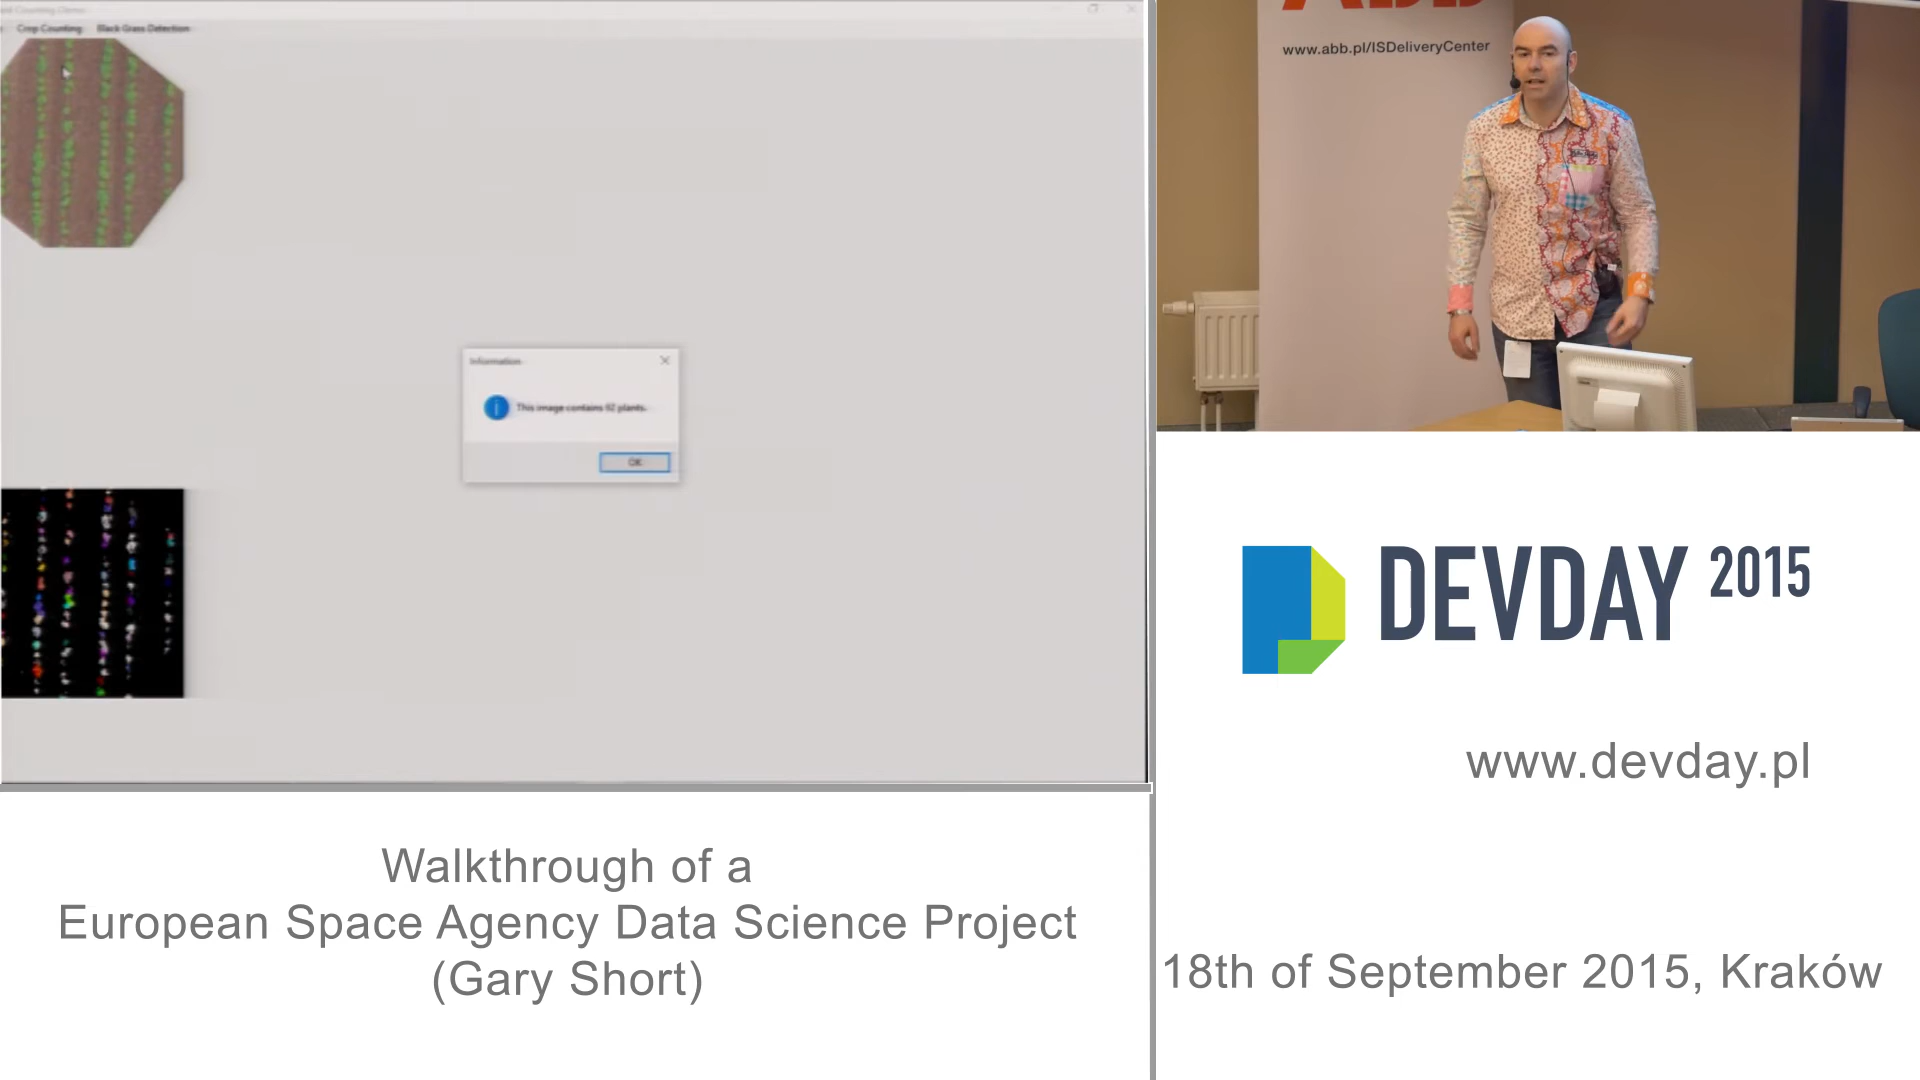 Crop Counting Black Grass Detection
Information
This image contains 92 plants.
OK
www.abb.pl/ISDeliveryCenter
DEVDAY 2015
www.devday.pl
Walkthrough of a
European Space Agency Data Science Project
(Gary Short)
18th of September 2015, Kraków